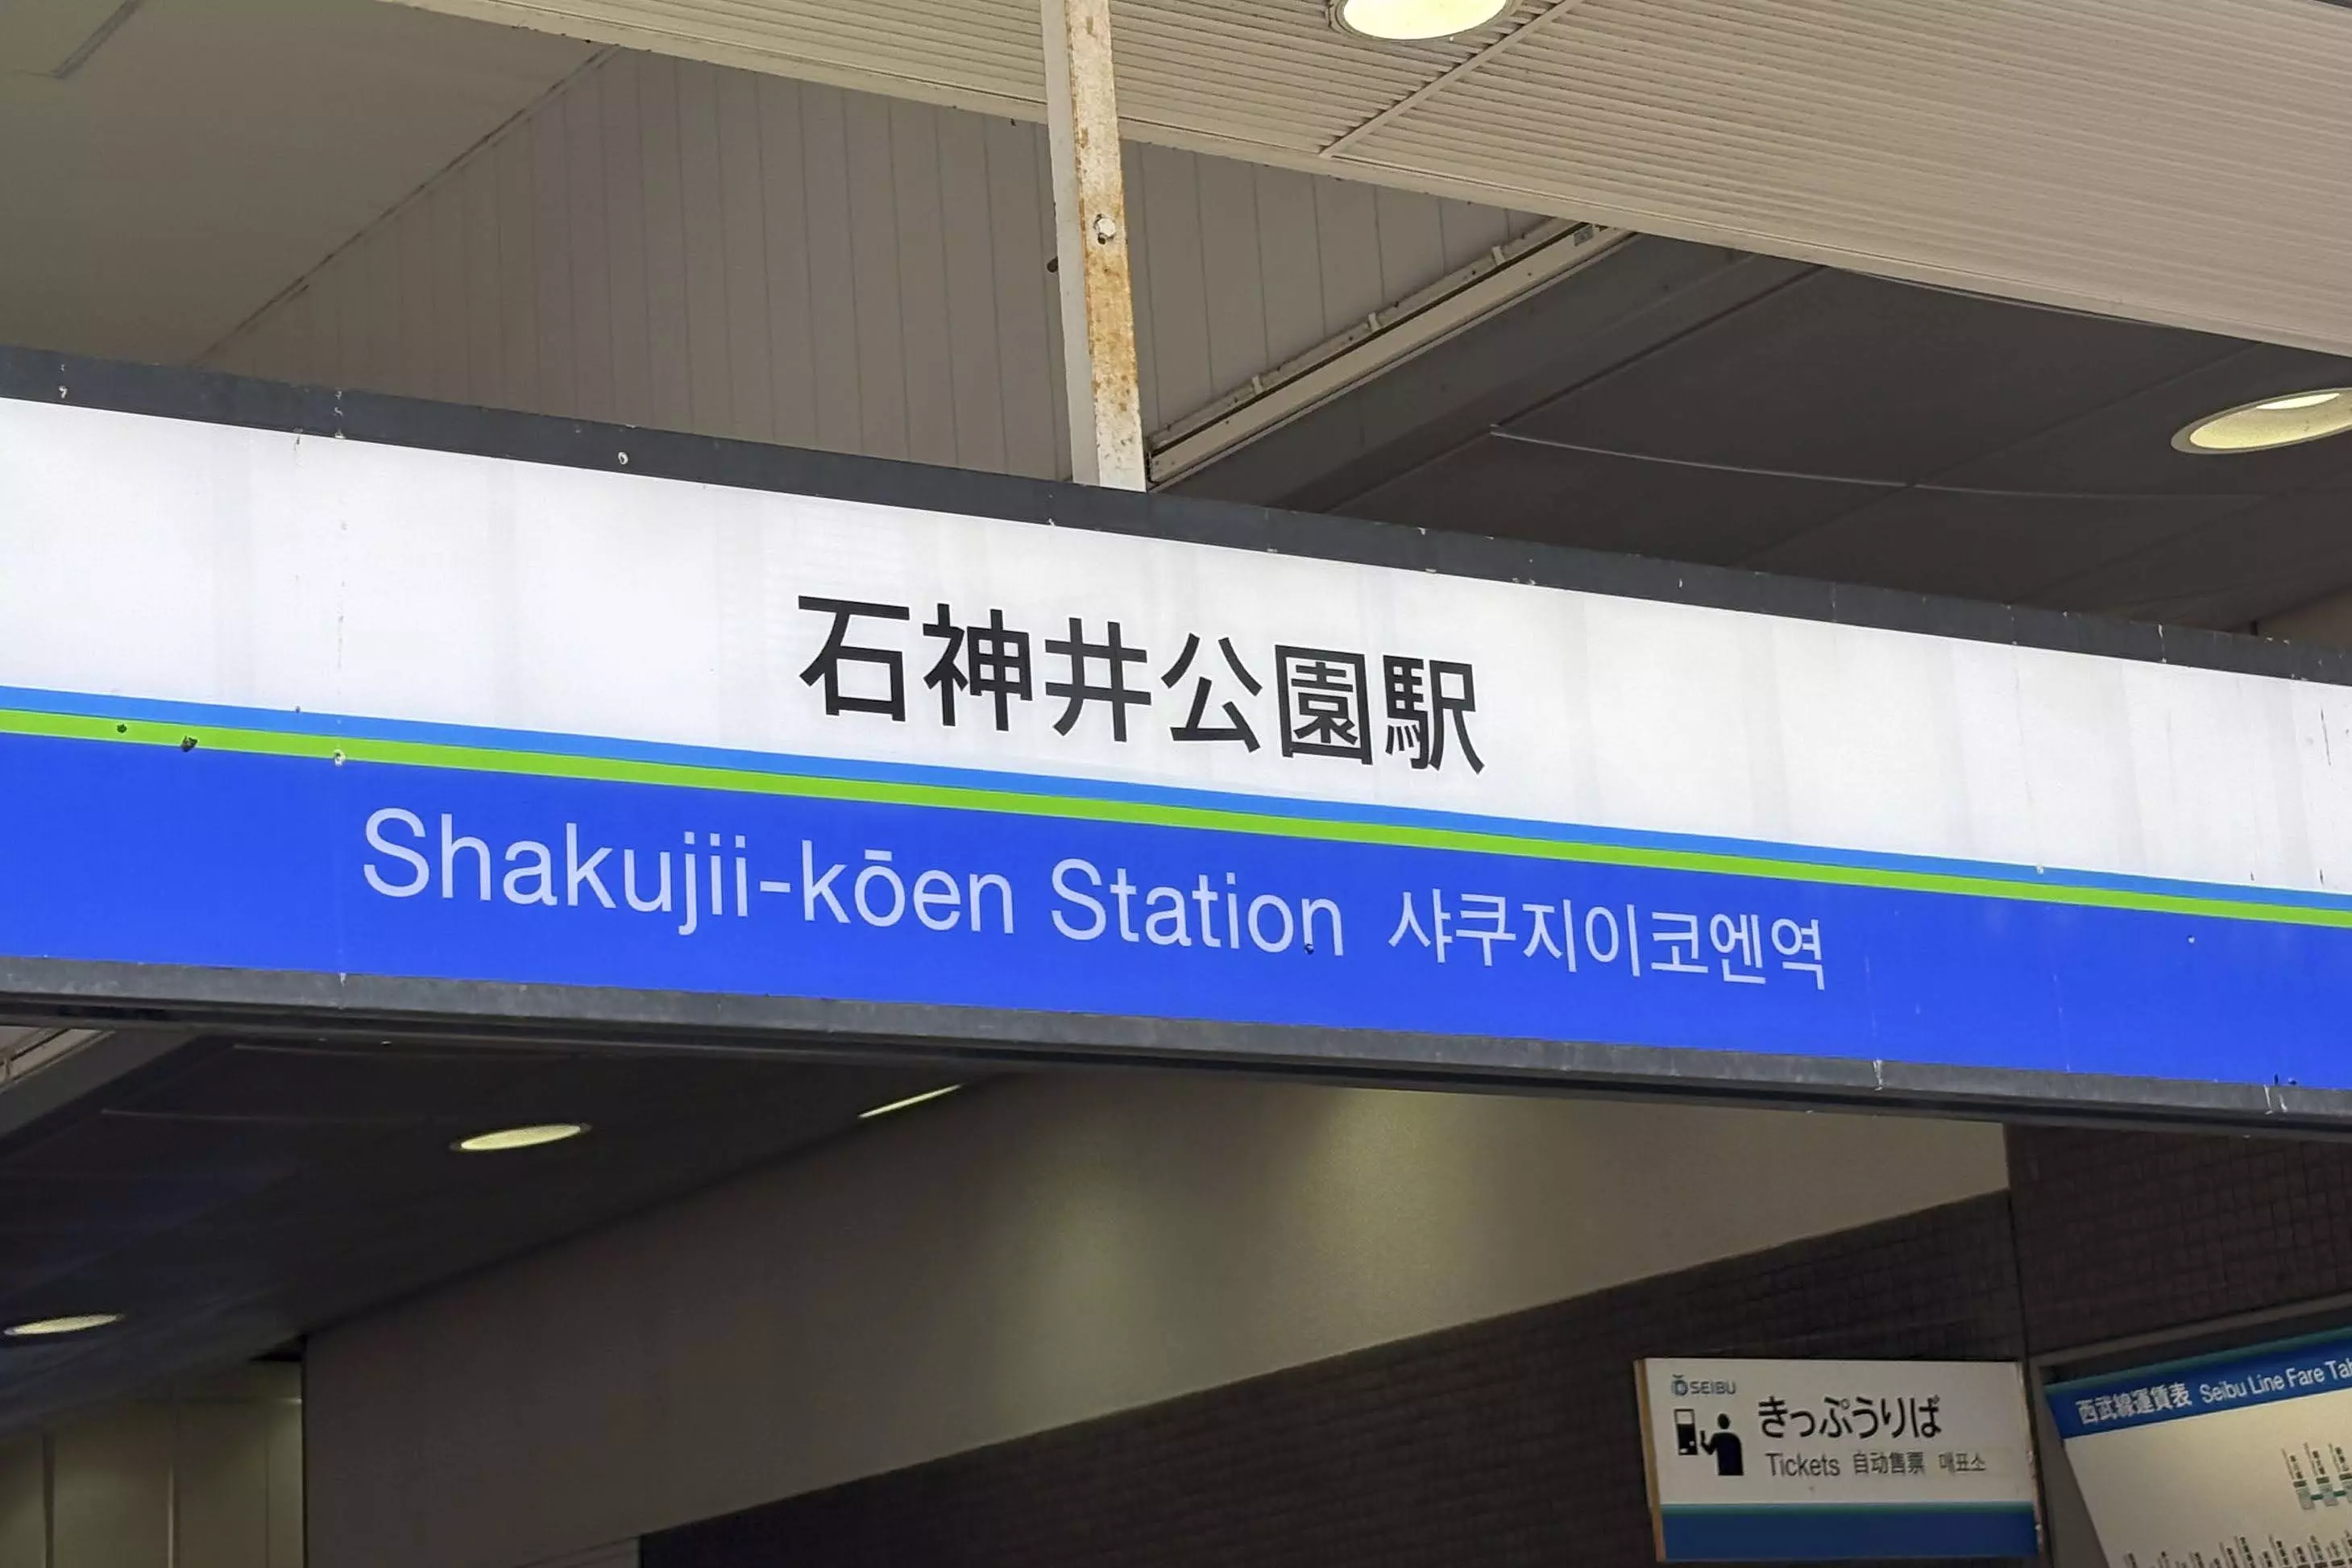 石神井公園駅
Shakujii-kōen Station 샤쿠지이코엔역
SEIBU
きっぷうりば
Tickets 自动售票 매표소
西武線運賃表 Seibu Line Fare